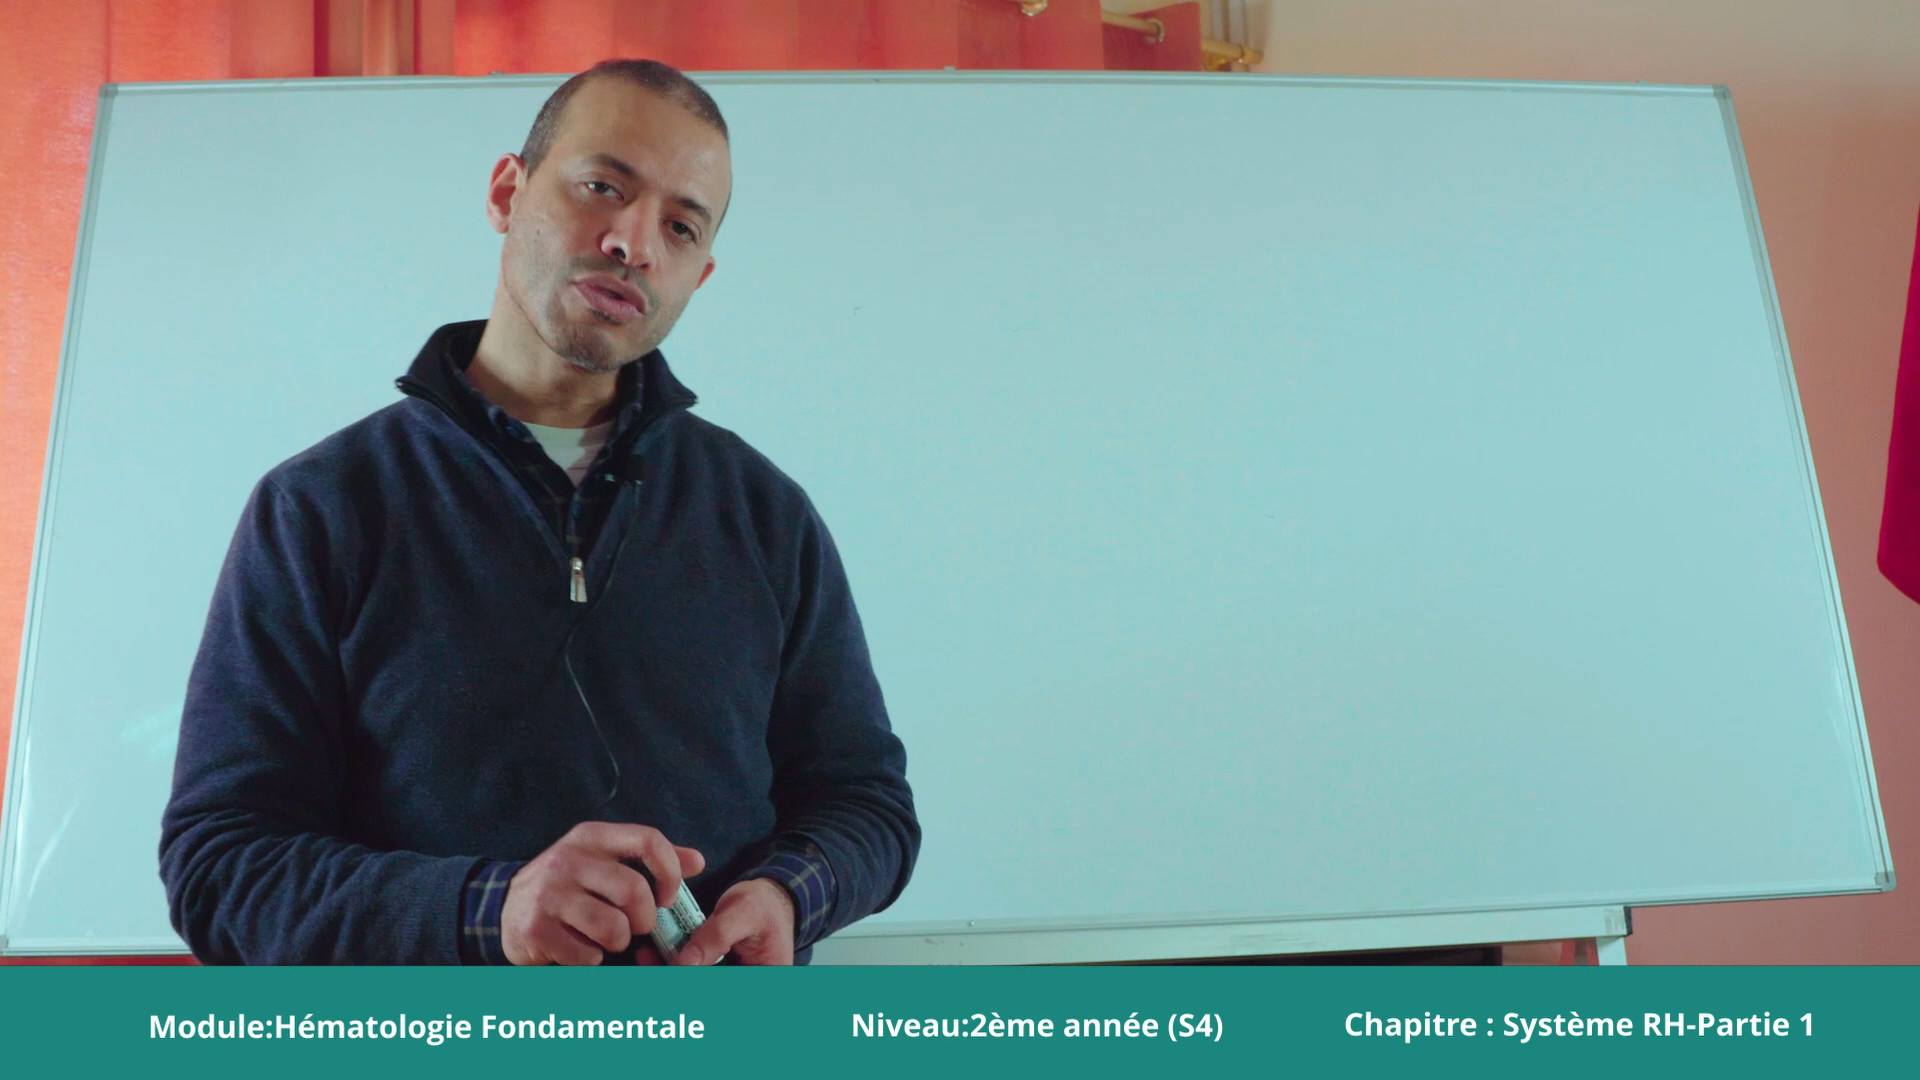 Module:Hématologie Fondamentale
Niveau:2ème année (S4)
Chapitre : Système RH-Partie 1